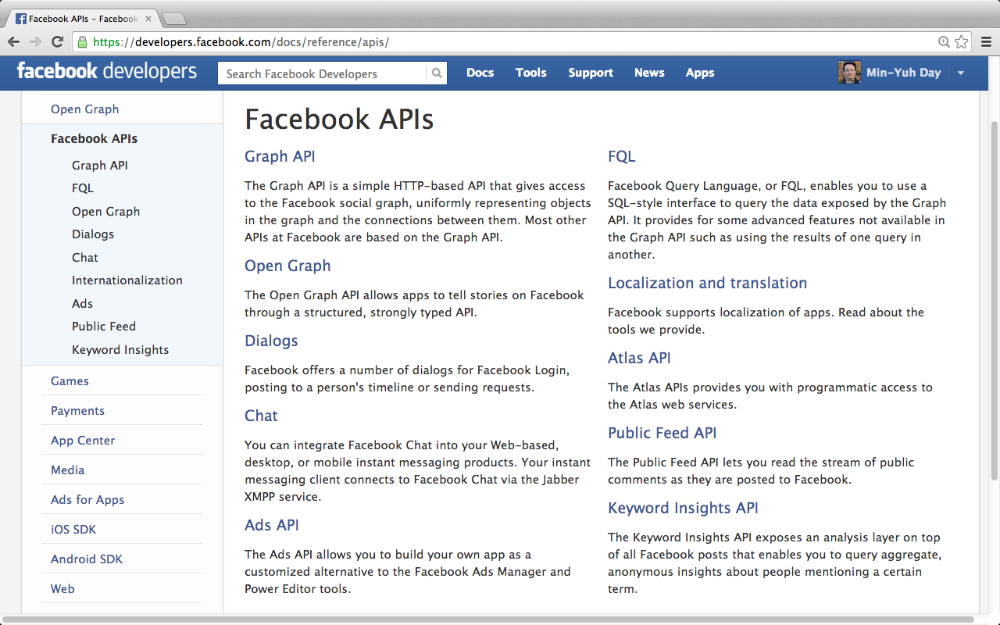 Facebook APIs – Facebook
https://developers.facebook.com/docs/reference/apis/
facebook developers
Search Facebook Developers
Docs
Tools
Support
News
Apps
Min-Yuh Day
Open Graph
Facebook APIs
Graph API
FQL
Open Graph
Dialogs
Chat
Internationalization
Ads
Public Feed
Keyword Insights
Games
Payments
App Center
Media
Ads for Apps
iOS SDK
Android SDK
Web
Facebook APIs
Graph API
The Graph API is a simple HTTP-based API that gives access
to the Facebook social graph, uniformly representing objects
in the graph and the connections between them. Most other
APIs at Facebook are based on the Graph API.
Open Graph
The Open Graph API allows apps to tell stories on Facebook
through a structured, strongly typed API.
Dialogs
Facebook offers a number of dialogs for Facebook Login,
posting to a person's timeline or sending requests.
Chat
You can integrate Facebook Chat into your Web-based,
desktop, or mobile instant messaging products. Your instant
messaging client connects to Facebook Chat via the Jabber
XMPP service.
Ads API
The Ads API allows you to build your own app as a
customized alternative to the Facebook Ads Manager and
Power Editor tools.
FQL
Facebook Query Language, or FQL, enables you to use a
SQL-style interface to query the data exposed by the Graph
API. It provides for some advanced features not available in
the Graph API such as using the results of one query in
another.
Localization and translation
Facebook supports localization of apps. Read about the
tools we provide.
Atlas API
The Atlas APIs provides you with programmatic access to
the Atlas web services.
Public Feed API
The Public Feed API lets you read the stream of public
comments as they are posted to Facebook.
Keyword Insights API
The Keyword Insights API exposes an analysis layer on top
of all Facebook posts that enables you to query aggregate,
anonymous insights about people mentioning a certain
term.